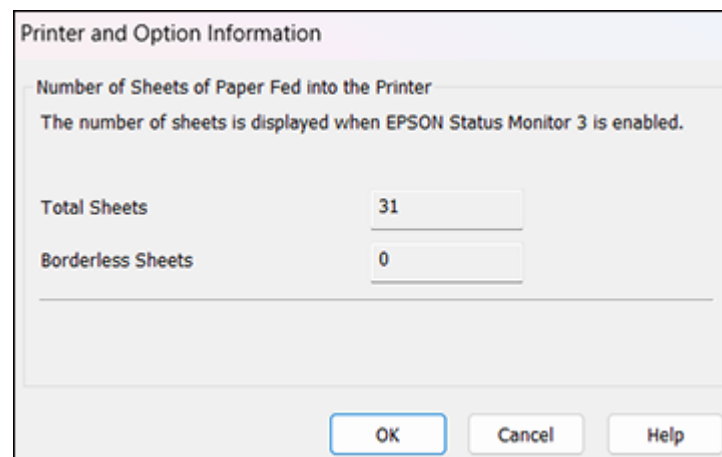 Printer and Option Information
Number of Sheets of Paper Fed into the Printer
The number of sheets is displayed when EPSON Status Monitor 3 is enabled.
Total Sheets 31
Borderless Sheets 0
OK Cancel Help